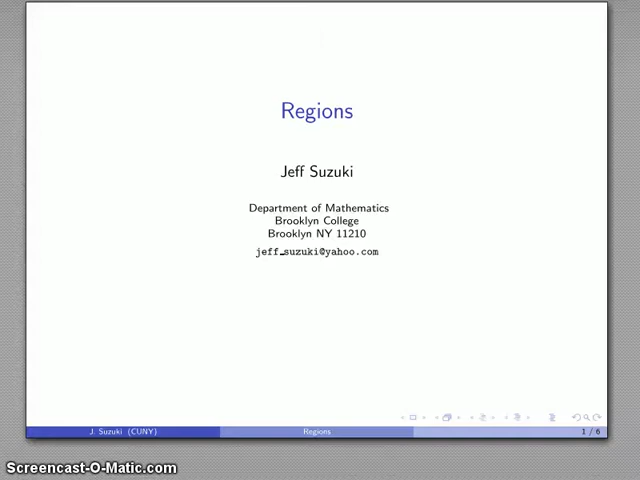 Regions
Jeff Suzuki
Department of Mathematics
Brooklyn College
Brooklyn NY 11210
jeff_suzuki@yahoo.com
J. Suzuki (CUNY)
Regions
1 / 6
Screencast-O-Matic.com